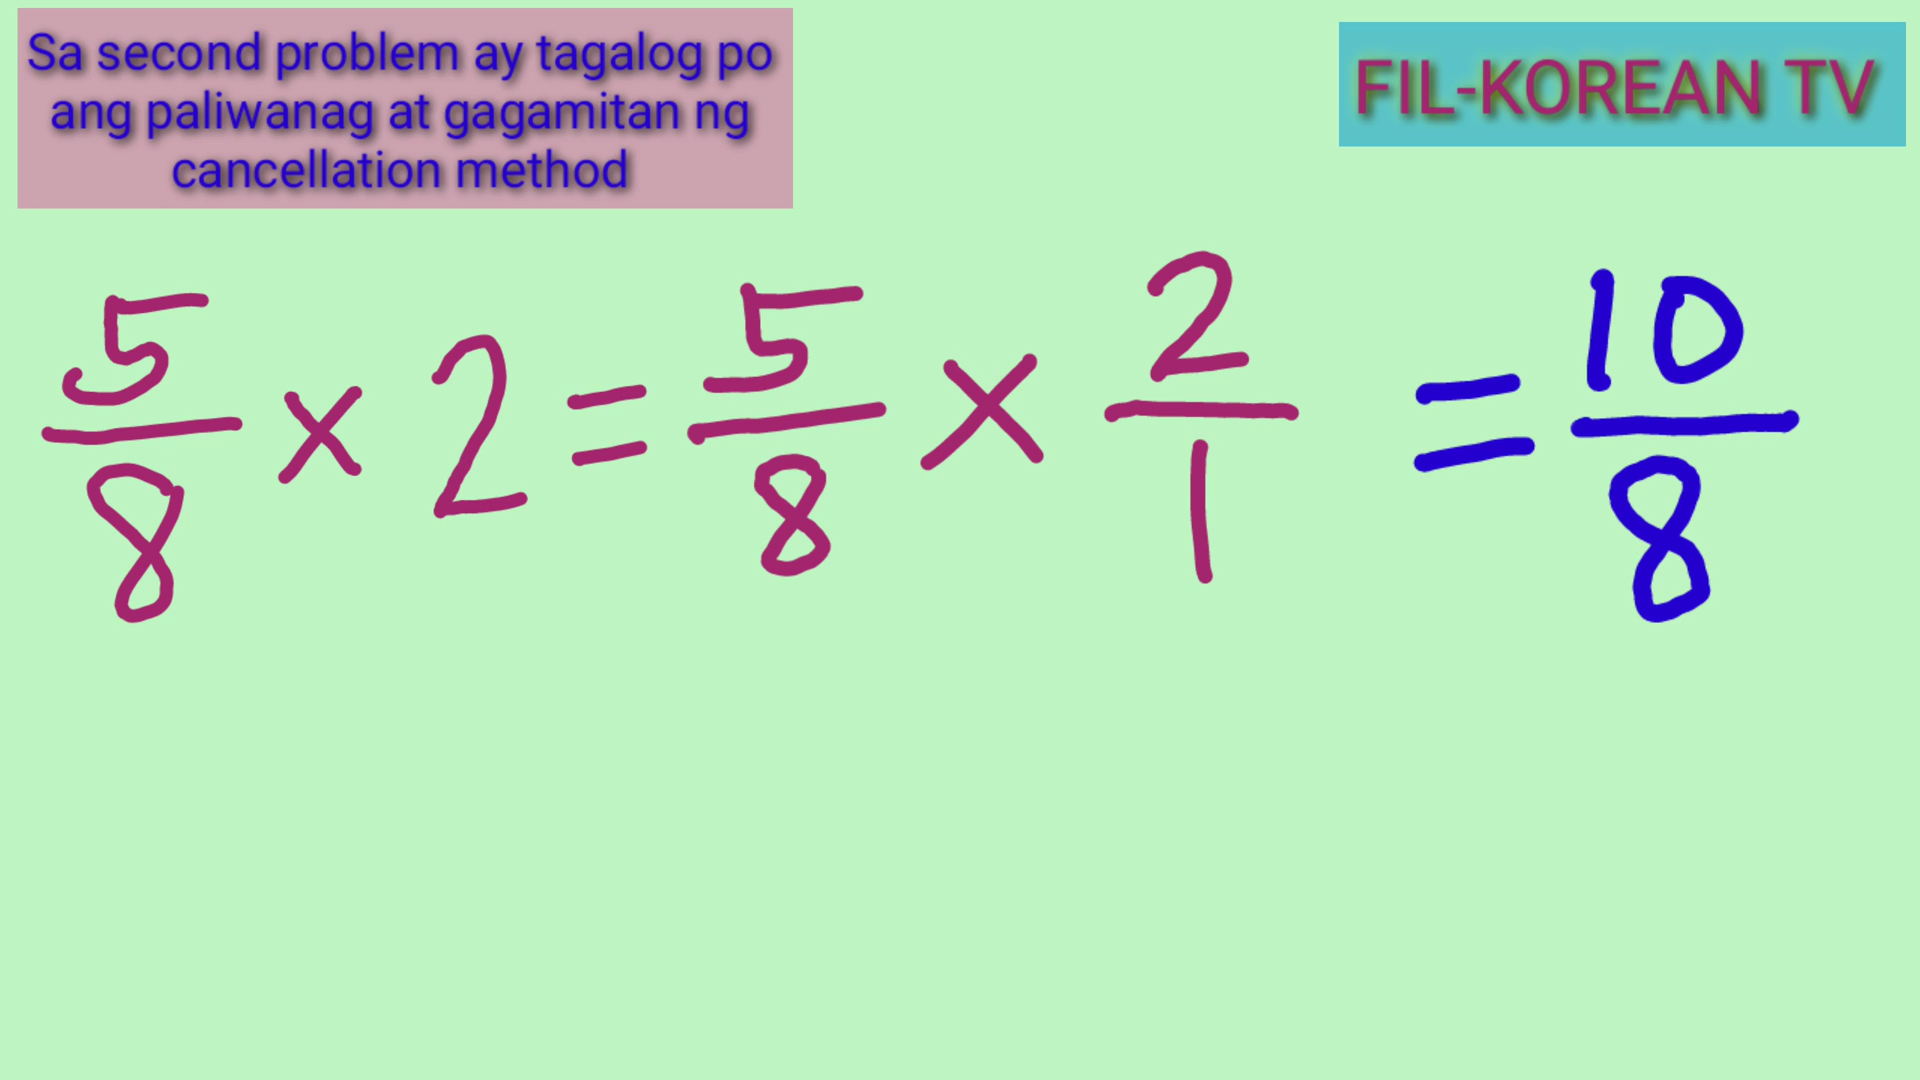 Sa second problem ay tagalog po
ang paliwanag at gagamitan ng
cancellation method
FIL-KOREAN TV
5/8 × 2 = 5/8 × 2/1 = 10/8